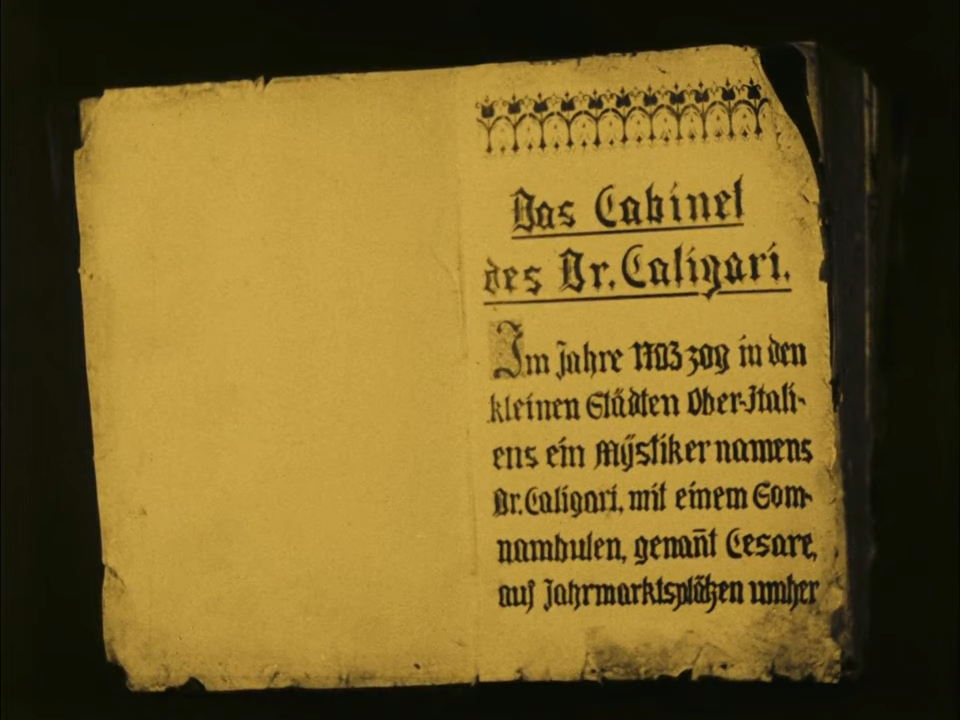 Das Cabinet
des Dr. Caligari.
Im Jahre 1703 zog in den
kleinen Städten Ober-Itali-
ens ein Mÿstiker namens
Dr. Caligari, mit einem Som-
nambulen, genañt Cesare,
auf Jahrmarktsplätzen umher